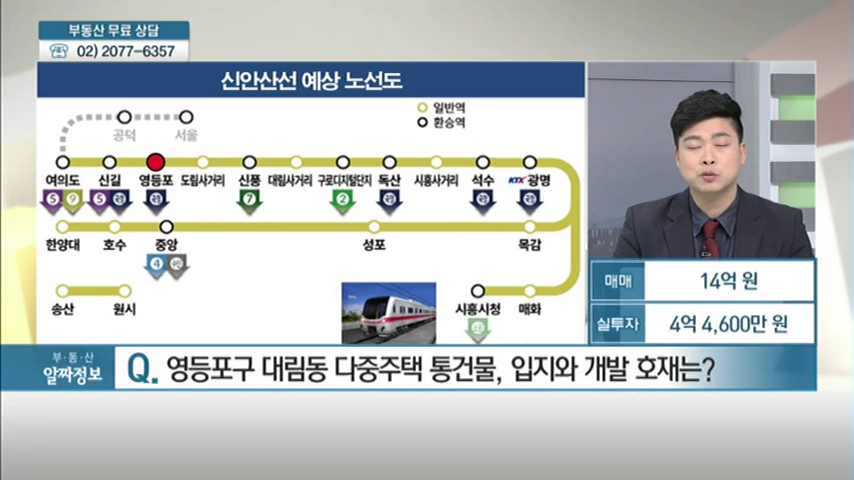 부동산 무료 상담
02) 2077-6357
신안산선 예상 노선도
일반역
환승역
공덕 서울
여의도 신길 영등포 도림사거리 신풍 대림사거리 구로디지털단지 독산 시흥사거리 석수 KTX 광명
5 9 5 7 2
한양대 호수 중앙 성포 목감
4
송산 원시 시흥시청 매화
매매 14억 원
실투자 4억 4,600만 원
부·동·산
알짜정보
Q. 영등포구 대림동 다중주택 통건물, 입지와 개발 호재는?